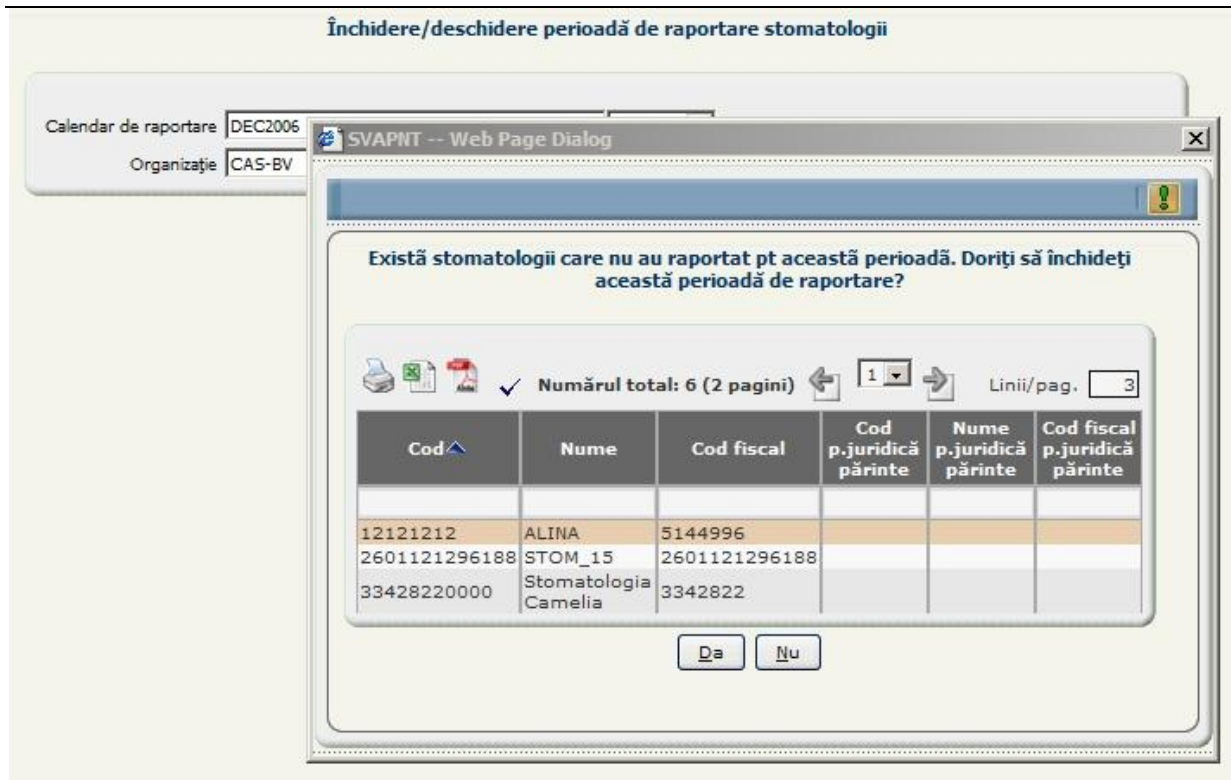 Închidere/deschidere perioadă de raportare stomatologii
Calendar de raportare DEC2006
Organizaţie CAS-BV
SVAPNT -- Web Page Dialog
Există stomatologii care nu au raportat pt această perioadã. Doriţi să închideţi
această perioadă de raportare?
Numărul total: 6 (2 pagini) 1 Linii/pag. 3
Cod Nume Cod fiscal Cod p.juridică părinte Nume p.juridică părinte Cod fiscal p.juridică părinte
12121212 ALINA 5144996
2601121296188 STOM_15 2601121296188
33428220000 Stomatologia Camelia 3342822
Da Nu